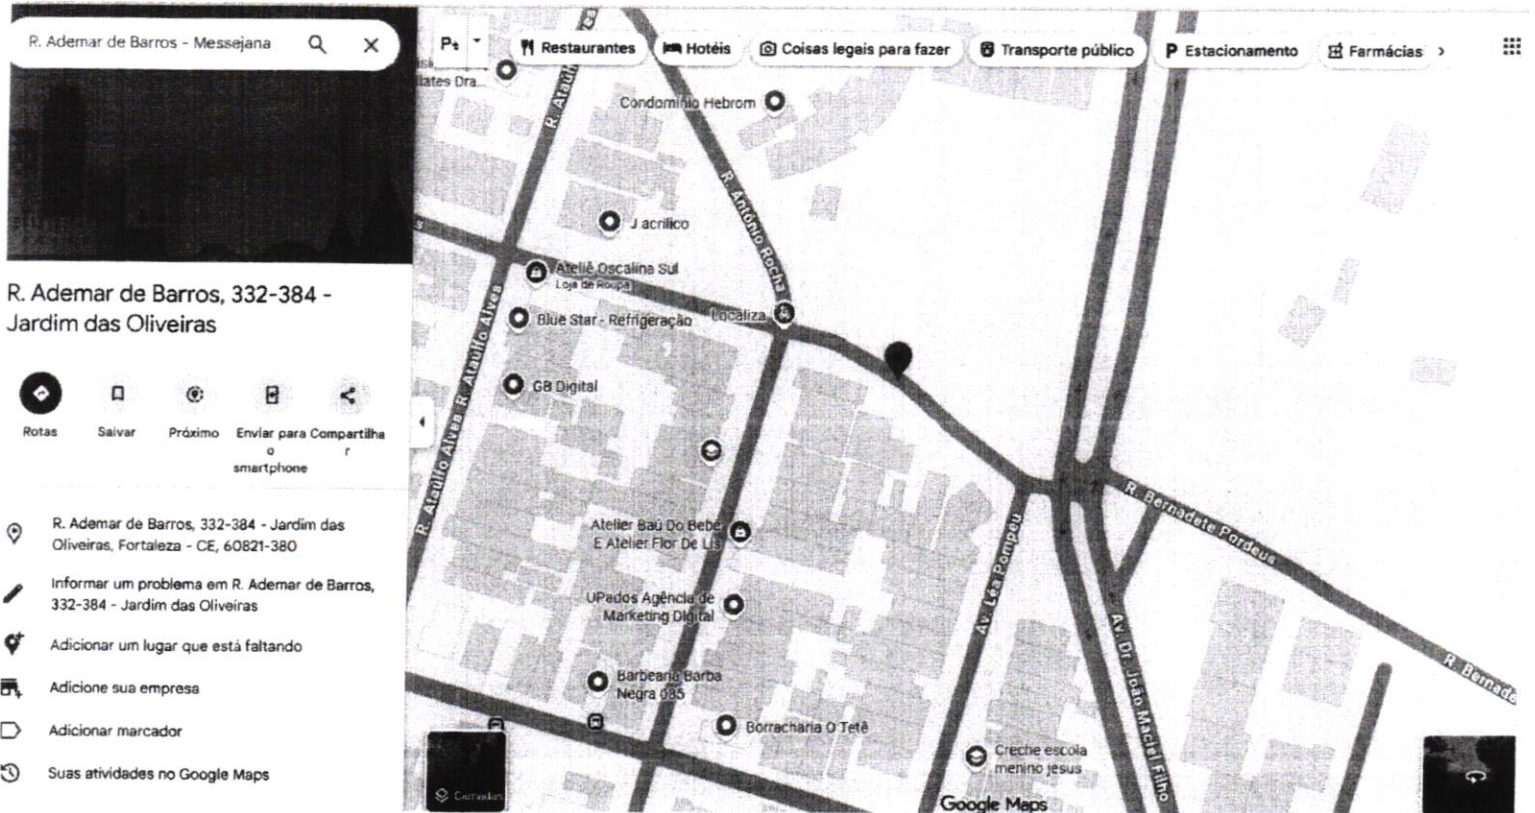 R. Ademar de Barros - Messejana
Restaurantes
Hotéis
Coisas legais para fazer
Transporte público
Estacionamento
Farmácias
R. Ademar de Barros, 332-384 -
Jardim das Oliveiras
Rotas
Salvar
Próximo
Enviar para
o
smartphone
Compartilha
r
R. Ademar de Barros, 332-384 - Jardim das
Oliveiras, Fortaleza - CE, 60821-380
Informar um problema em R. Ademar de Barros,
332-384 - Jardim das Oliveiras
Adicionar um lugar que está faltando
Adicione sua empresa
Adicionar marcador
Suas atividades no Google Maps
Camadas
lates Dra...
Condomínio Hebrom
R. Antônio Rocha
J acrilico
Ateliê Oscalina Sul
Loja de Roupa
Blue Star - Refrigeração
Localiza
GB Digital
R. Ataúlfo Alves
R. Ataúlfo Alves
Atelier Baú Do Bebê
E Atelier Flor De Lis
UPados Agência de
Marketing Digital
Barbearia Barba
Negra 085
Borracharia O Tetê
Av. Léa Pompeu
R. Bernadete Pordeus
Av. Dr. João Maciel Filho
Creche escola
menino jesus
Google Maps